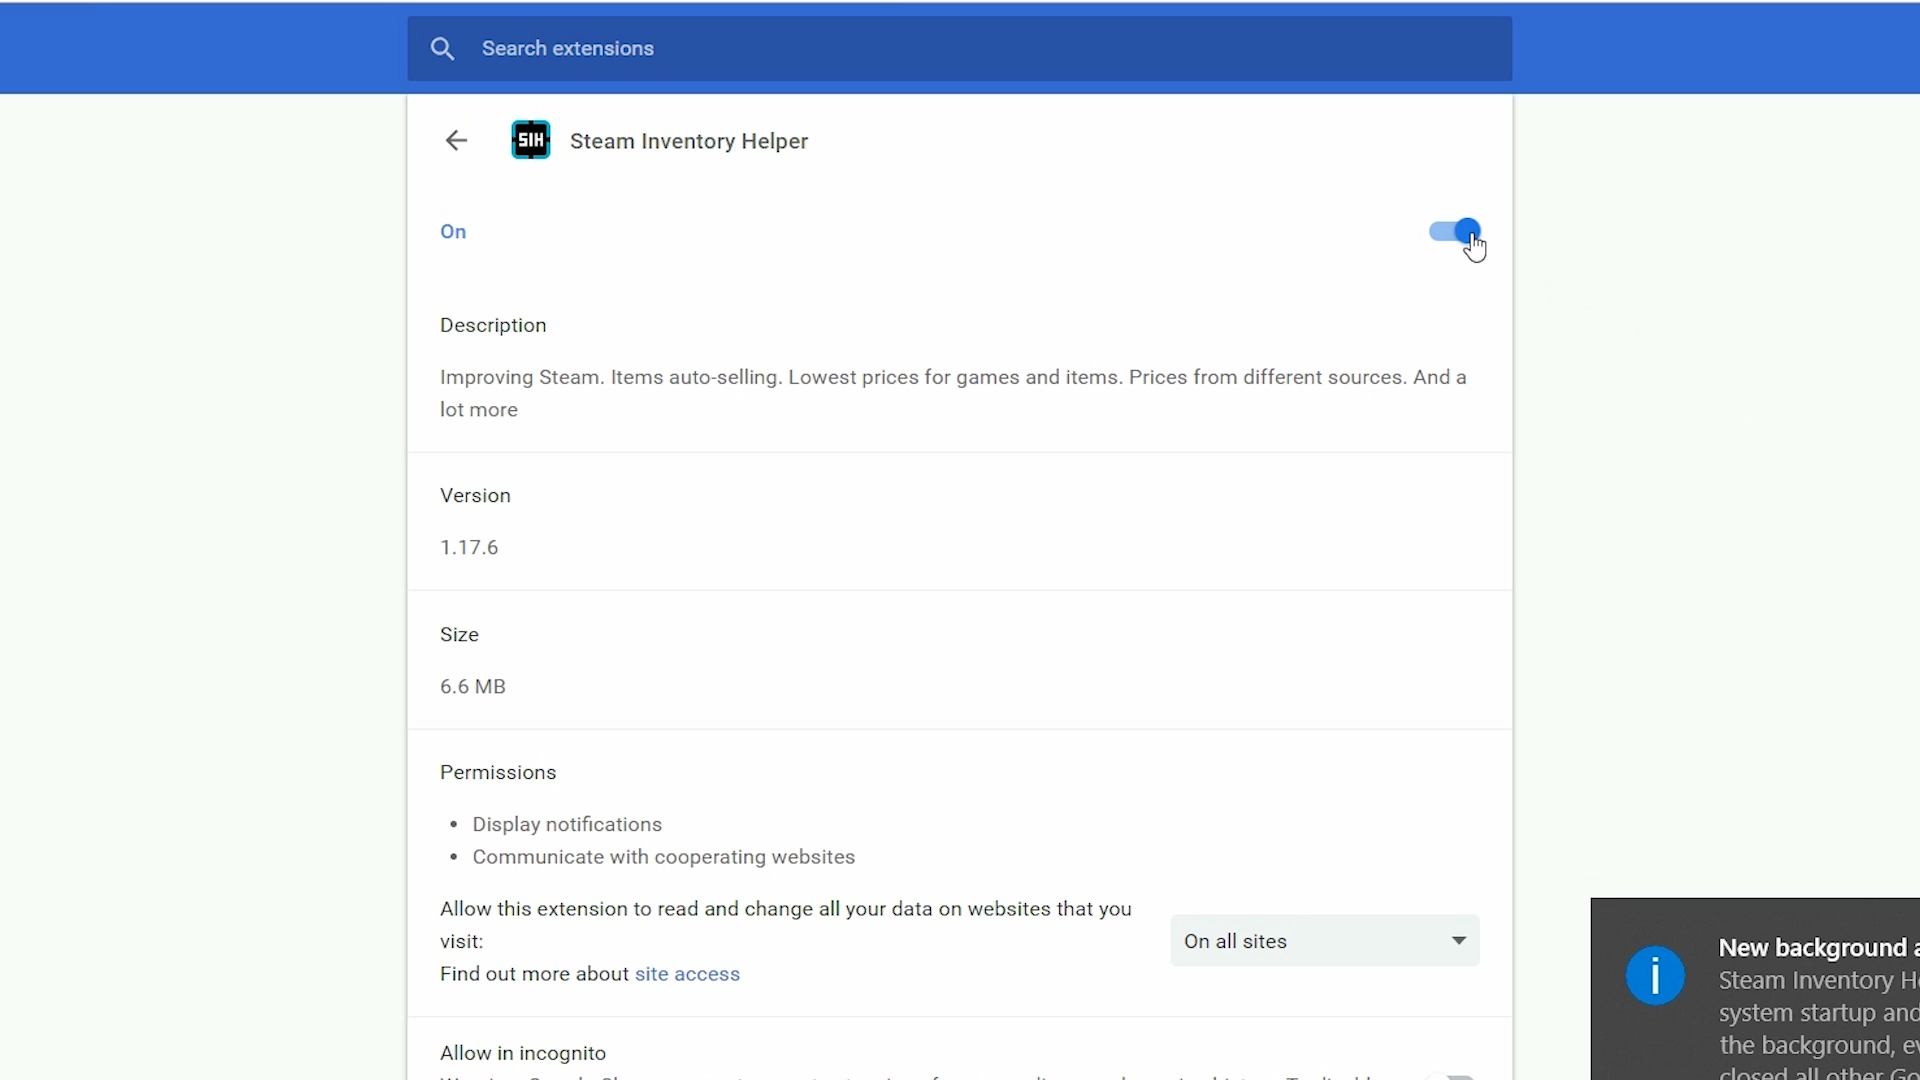 Search extensions
SIH Steam Inventory Helper
On
Description
Improving Steam. Items auto-selling. Lowest prices for games and items. Prices from different sources. And a
lot more
Version
1.17.6
Size
6.6 MB
Permissions
• Display notifications
• Communicate with cooperating websites
Allow this extension to read and change all your data on websites that you
visit:
On all sites
Find out more about site access
Allow in incognito
New background
Steam Inventory
system startup and
the background,
closed all other